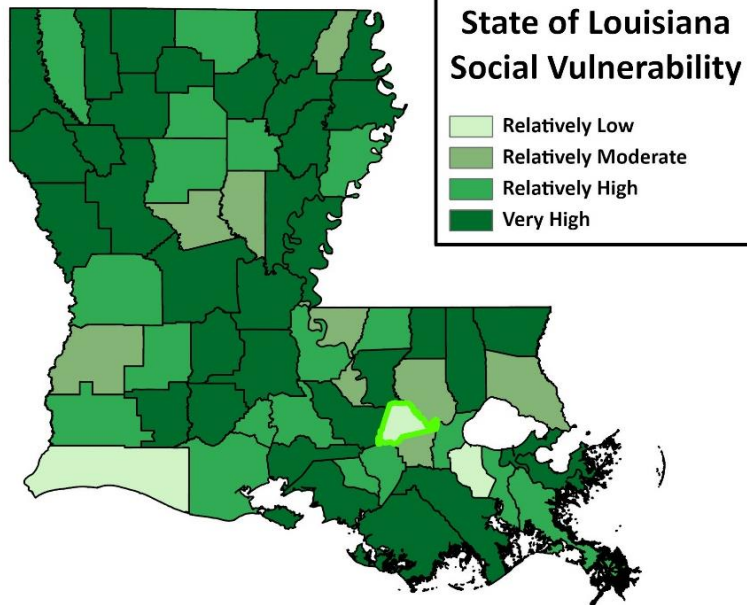 State of Louisiana
Social Vulnerability
Relatively Low
Relatively Moderate
Relatively High
Very High